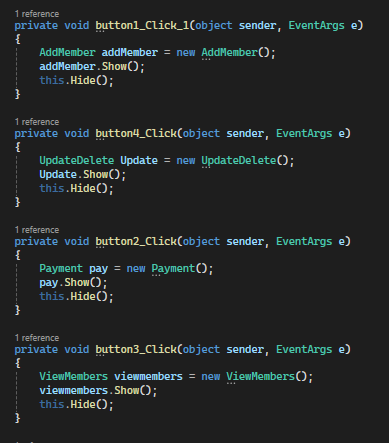 1 reference
private void button1_Click_1(object sender, EventArgs e)
{
AddMember addMember = new AddMember();
addMember.Show();
this.Hide();
}
1 reference
private void button4_Click(object sender, EventArgs e)
{
UpdateDelete Update = new UpdateDelete();
Update.Show();
this.Hide();
}
1 reference
private void button2_Click(object sender, EventArgs e)
{
Payment pay = new Payment();
pay.Show();
this.Hide();
}
1 reference
private void button3_Click(object sender, EventArgs e)
{
ViewMembers viewmembers = new ViewMembers();
viewmembers.Show();
this.Hide();
}